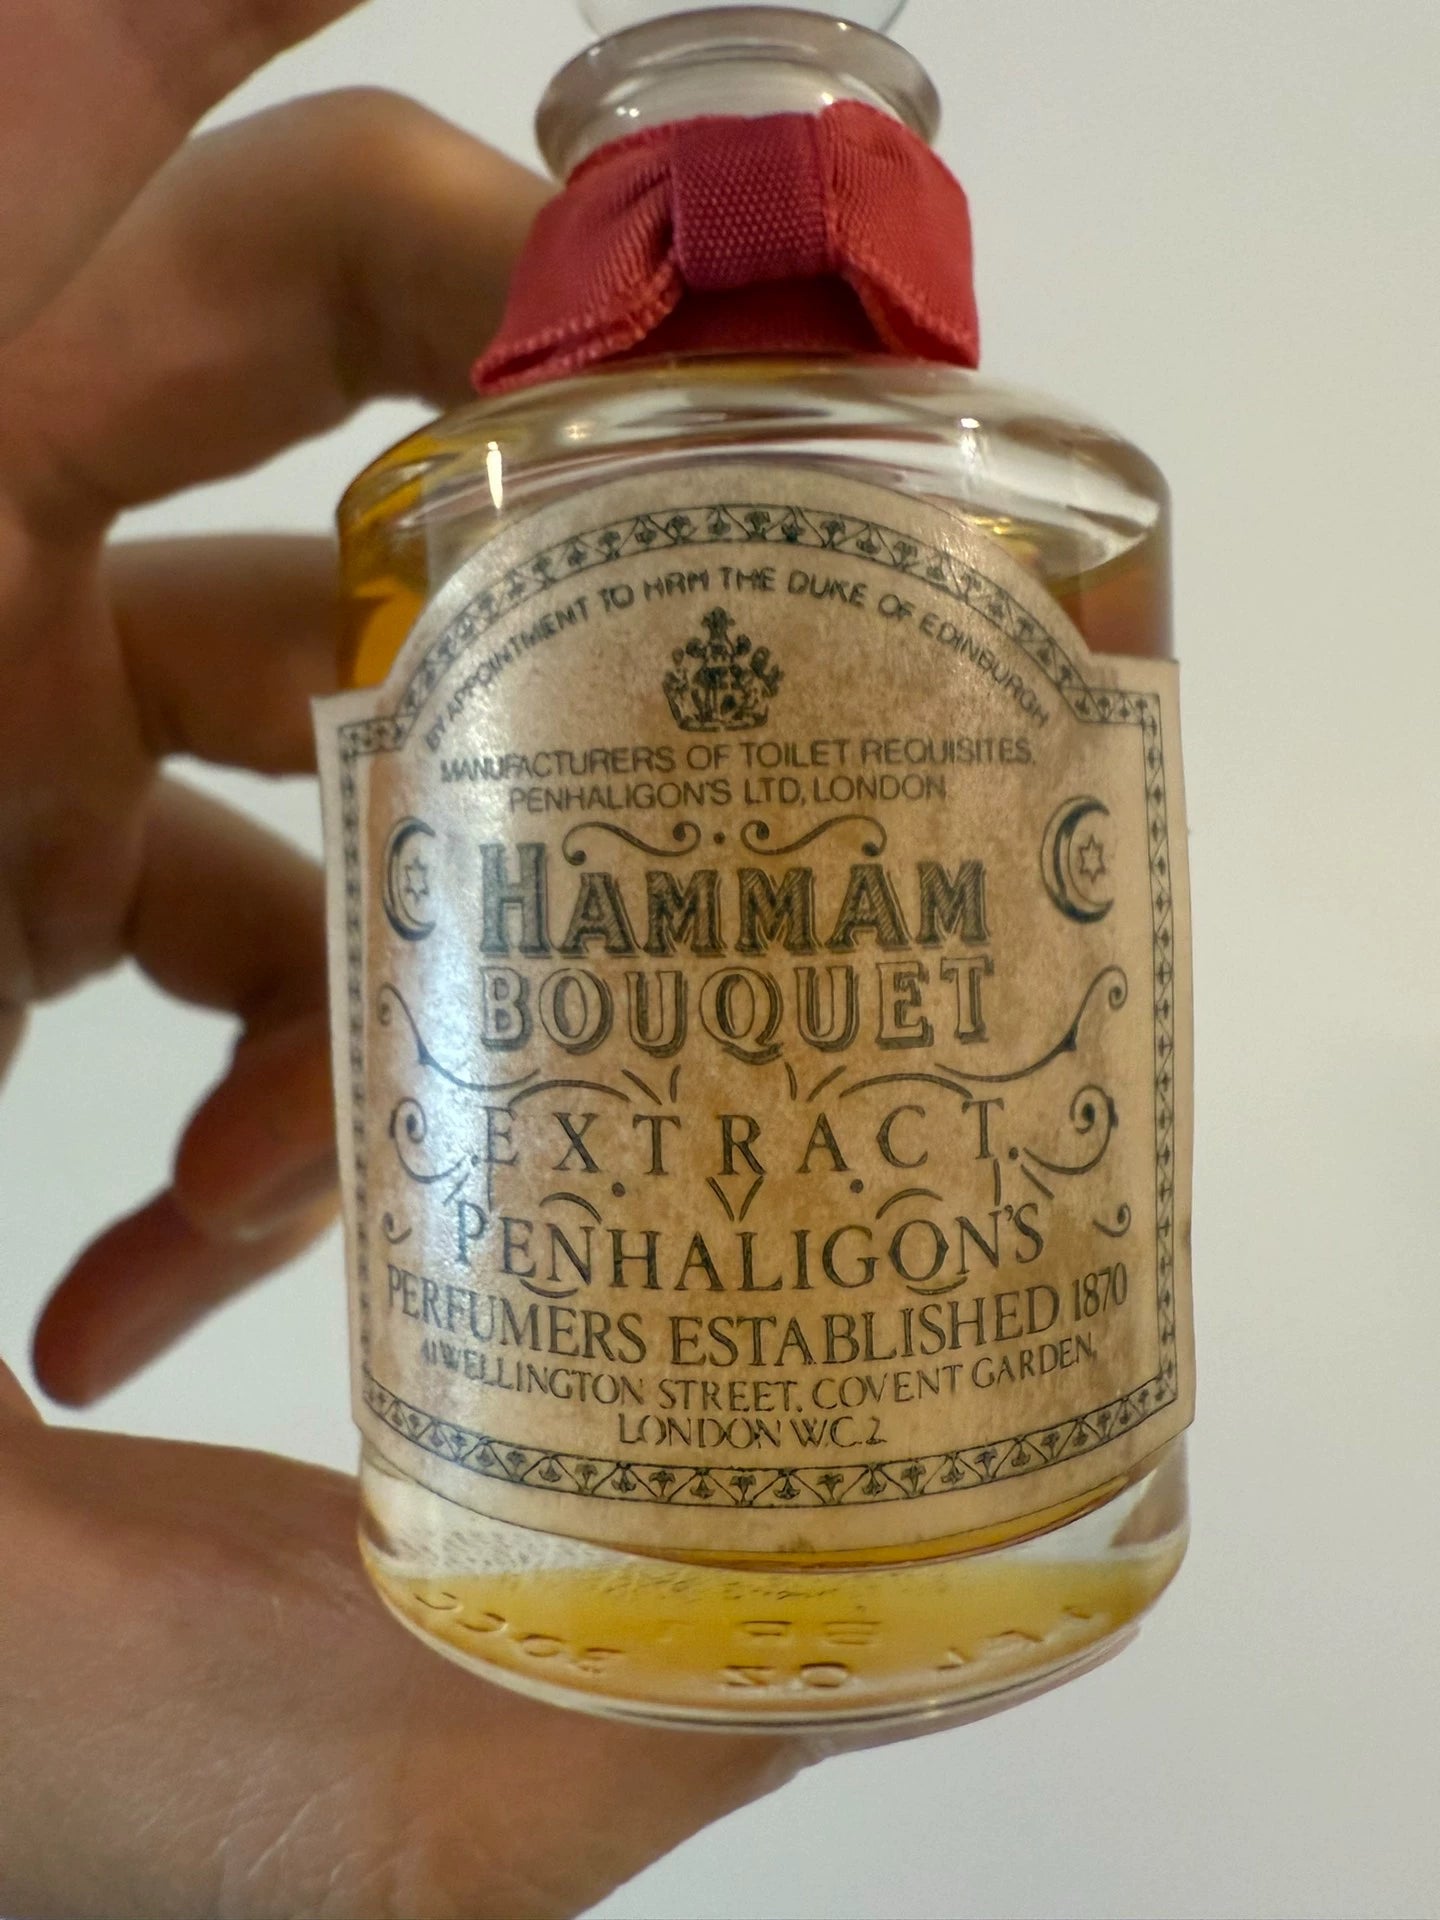 BY APPOINTMENT TO HRH THE DUKE OF EDINBURGH
MANUFACTURERS OF TOILET REQUISITES,
PENHALIGON'S LTD, LONDON
HAMMAM
BOUQUET
EXTRACT
PENHALIGON'S
PERFUMERS ESTABLISHED 1870
41 WELLINGTON STREET, COVENT GARDEN,
LONDON W.C.2